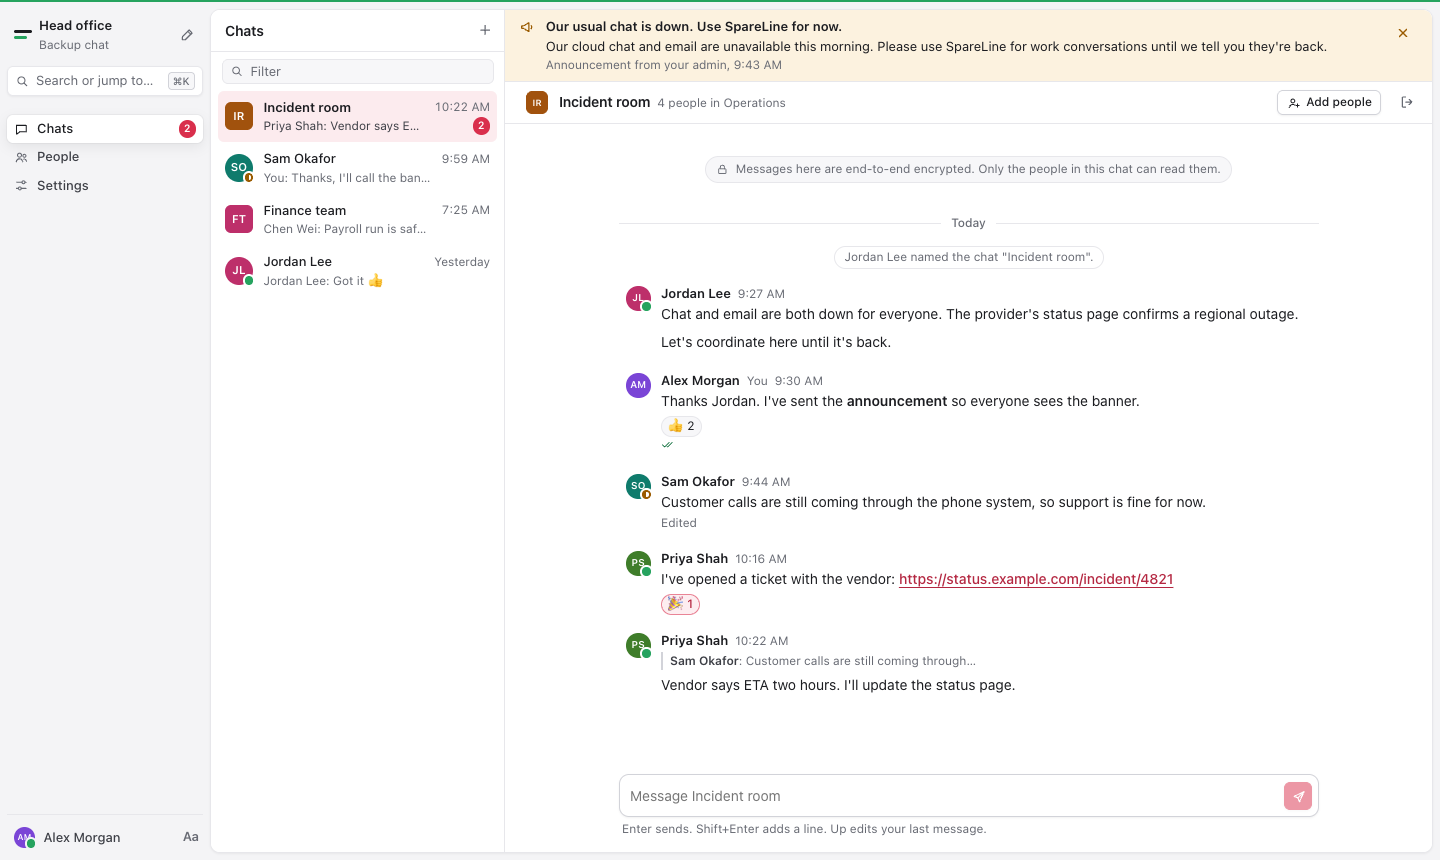 Head office
Backup chat
Search or jump to...
⌘K
Chats
2
People
Settings
AM
Alex Morgan
Aa
Chats
Filter
IR
Incident room
10:22 AM
Priya Shah: Vendor says E...
2
SO
Sam Okafor
9:59 AM
You: Thanks, I'll call the ban...
FT
Finance team
7:25 AM
Chen Wei: Payroll run is saf...
JL
Jordan Lee
Yesterday
Jordan Lee: Got it 👍
Our usual chat is down. Use SpareLine for now.
Our cloud chat and email are unavailable this morning. Please use SpareLine for work conversations until we tell you they're back.
Announcement from your admin, 9:43 AM
IR
Incident room
4 people in Operations
Add people
Messages here are end-to-end encrypted. Only the people in this chat can read them.
Today
Jordan Lee named the chat "Incident room".
JL
Jordan Lee 9:27 AM
Chat and email are both down for everyone. The provider's status page confirms a regional outage.
Let's coordinate here until it's back.
AM
Alex Morgan You 9:30 AM
Thanks Jordan. I've sent the announcement so everyone sees the banner.
👍 2
SO
Sam Okafor 9:44 AM
Customer calls are still coming through the phone system, so support is fine for now.
Edited
PS
Priya Shah 10:16 AM
I've opened a ticket with the vendor: https://status.example.com/incident/4821
🎉 1
PS
Priya Shah 10:22 AM
Sam Okafor: Customer calls are still coming through...
Vendor says ETA two hours. I'll update the status page.
Message Incident room
Enter sends. Shift+Enter adds a line. Up edits your last message.